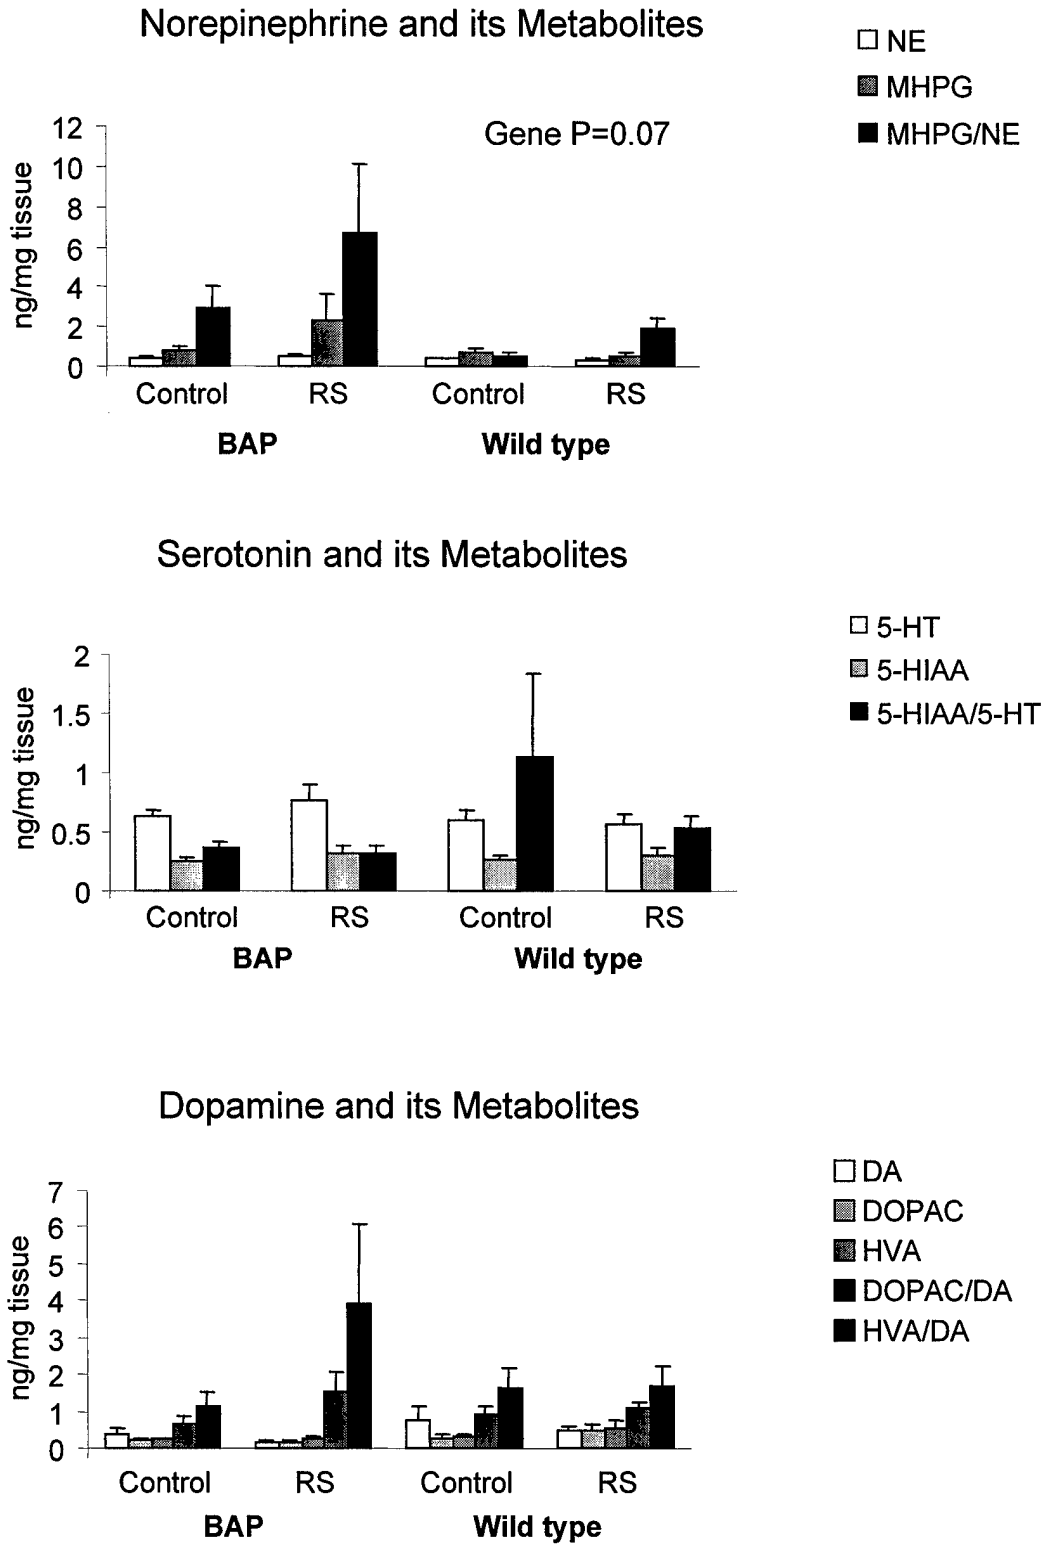 Norepinephrine and its Metabolites
NE
MHPG
MHPG/NE
Gene P=0.07
ng/mg tissue
12
10
8
6
4
2
0
Control RS Control RS
BAP Wild type
Serotonin and its Metabolites
5-HT
5-HIAA
5-HIAA/5-HT
ng/mg tissue
2
1.5
1
0.5
0
Control RS Control RS
BAP Wild type
Dopamine and its Metabolites
DA
DOPAC
HVA
DOPAC/DA
HVA/DA
ng/mg tissue
7
6
5
4
3
2
1
0
Control RS Control RS
BAP Wild type